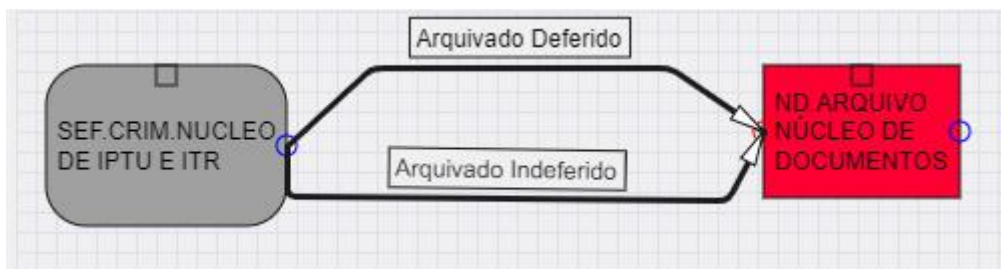 Arquivado Deferido
SEF.CRIM.NUCLEO
DE IPTU E ITR
Arquivado Indeferido
ND.ARQUIVO
NÚCLEO DE
DOCUMENTOS